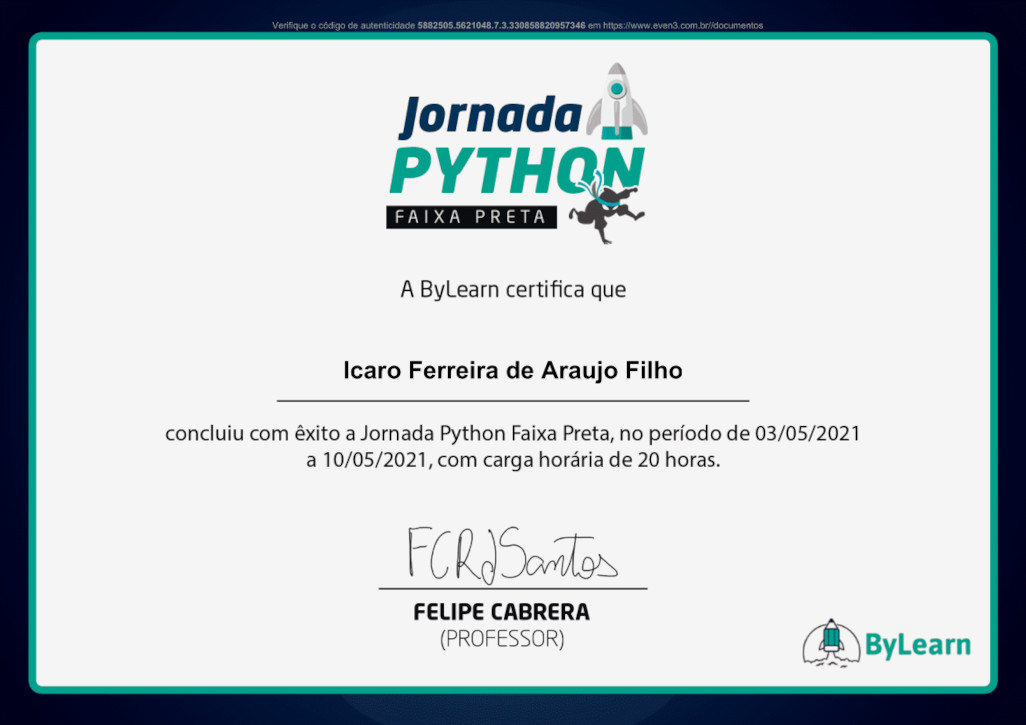 Verifique o código de autenticidade 5882505.5621048.7.3.330858820957346 em https://www.even3.com.br//documentos
Jornada
PYTHON
FAIXA PRETA
A ByLearn certifica que
Icaro Ferreira de Araujo Filho
concluiu com êxito a Jornada Python Faixa Preta, no período de 03/05/2021
a 10/05/2021, com carga horária de 20 horas.
FCRdSantos
FELIPE CABRERA
(PROFESSOR)
ByLearn